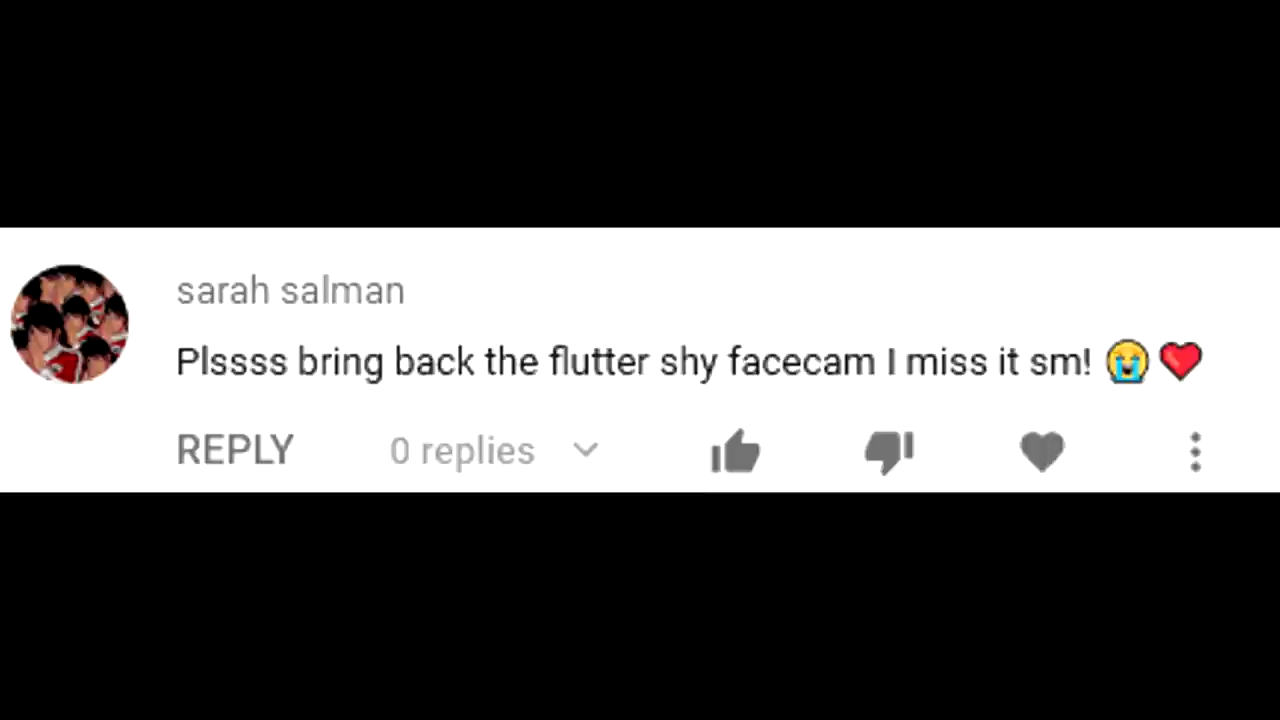 sarah salman
Plssss bring back the flutter shy facecam I miss it sm! 😭❤️
REPLY 0 replies